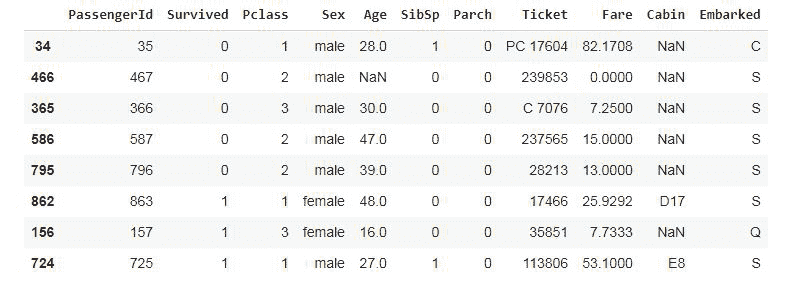 PassengerId Survived Pclass Sex Age SibSp Parch Ticket Fare Cabin Embarked
34 35 0 1 male 28.0 1 0 PC 17604 82.1708 NaN C
466 467 0 2 male NaN 0 0 239853 0.0000 NaN S
365 366 0 3 male 30.0 0 0 C 7076 7.2500 NaN S
586 587 0 2 male 47.0 0 0 237565 15.0000 NaN S
795 796 0 2 male 39.0 0 0 28213 13.0000 NaN S
862 863 1 1 female 48.0 0 0 17466 25.9292 D17 S
156 157 1 3 female 16.0 0 0 35851 7.7333 NaN Q
724 725 1 1 male 27.0 1 0 113806 53.1000 E8 S